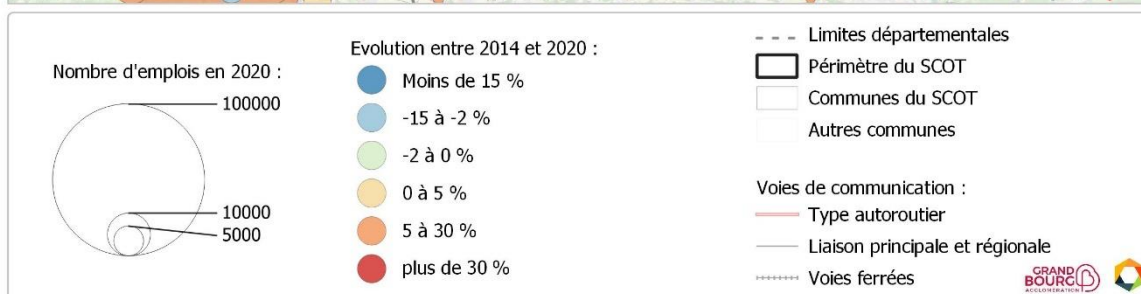 Nombre d'emplois en 2020 :
100000
10000
5000
Evolution entre 2014 et 2020 :
Moins de 15 %
-15 à -2 %
-2 à 0 %
0 à 5 %
5 à 30 %
plus de 30 %
Limites départementales
Périmètre du SCOT
Communes du SCOT
Autres communes
Voies de communication :
Type autoroutier
Liaison principale et régionale
Voies ferrées
GRAND
BOURG
AGGLOMÉRATION